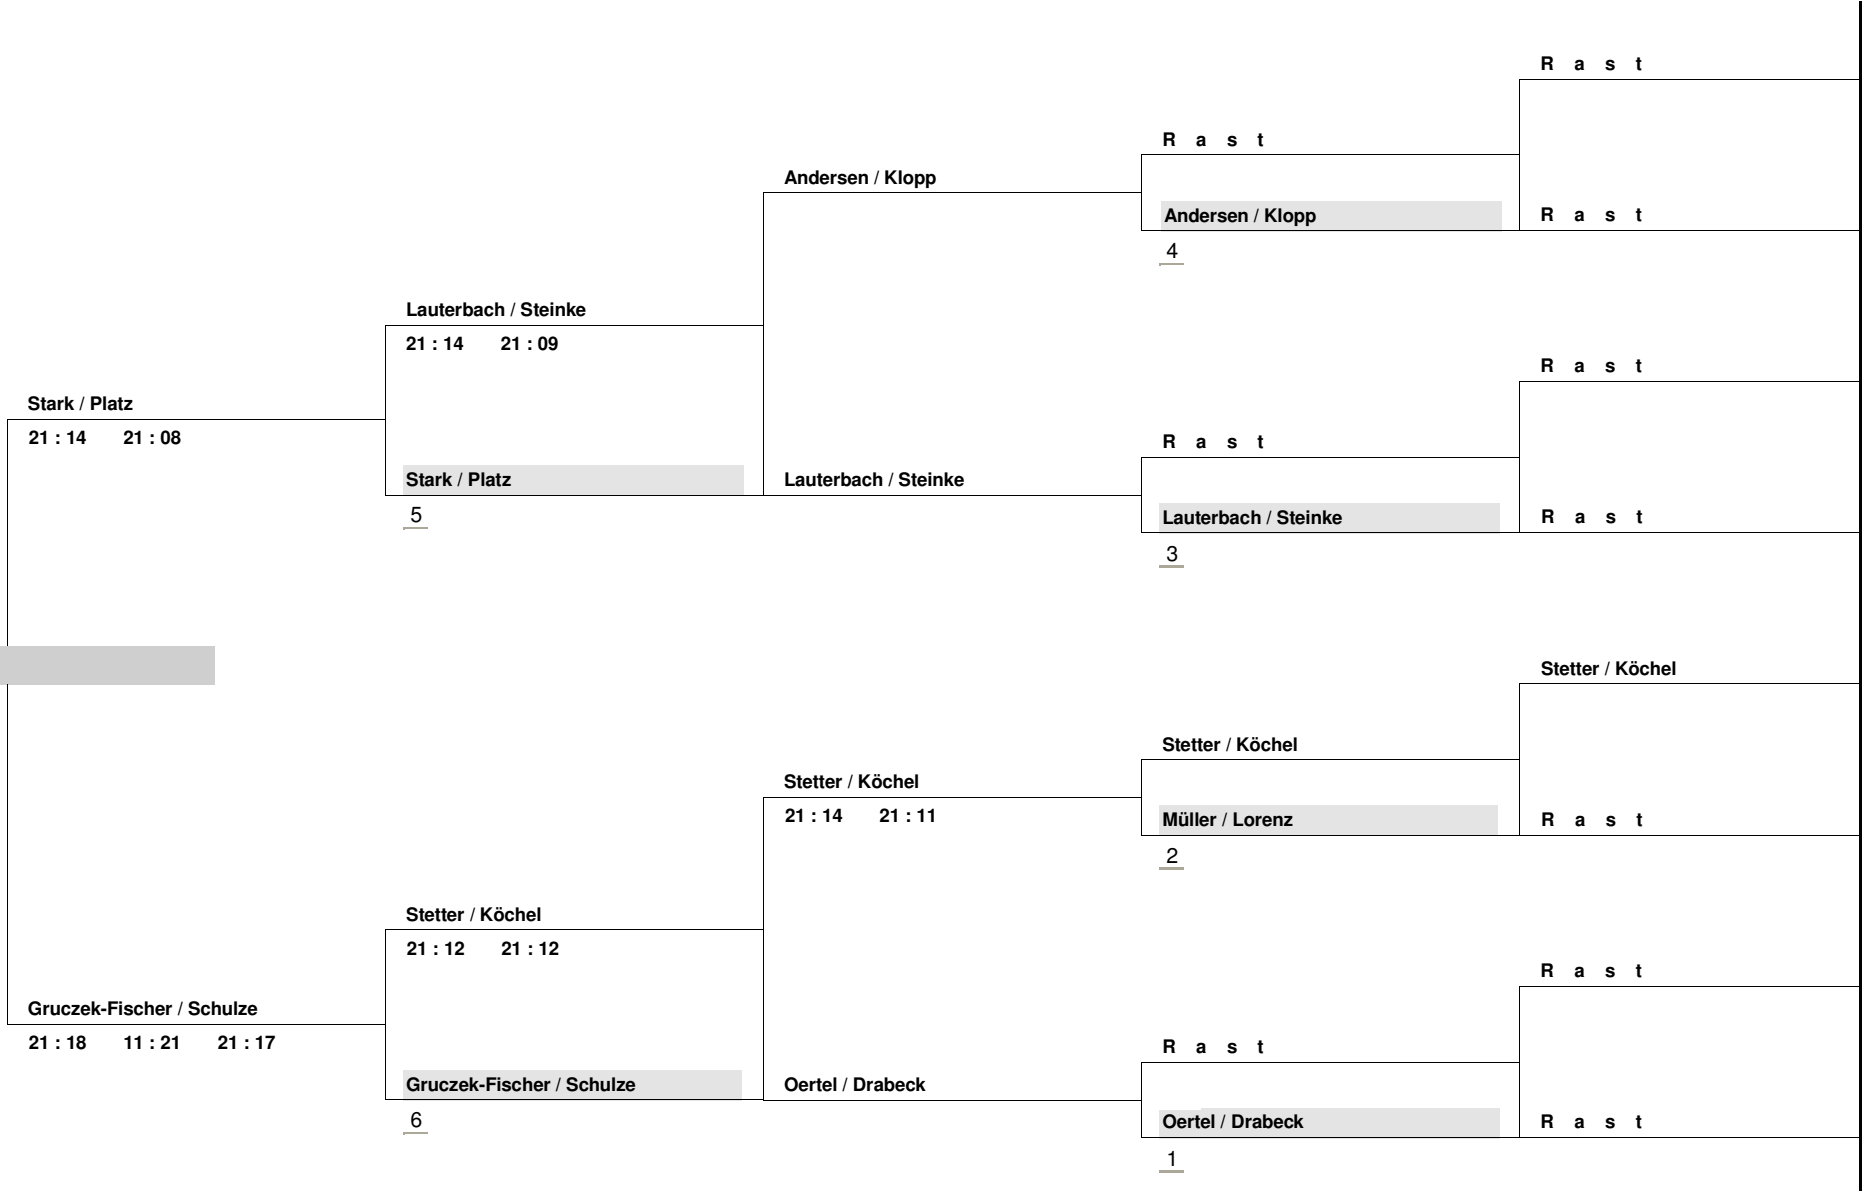 R a s t
R a s t
Andersen / Klopp
R a s t
Andersen / Klopp
4
Lauterbach / Steinke
21 : 14 21 : 09
R a s t
Stark / Platz
21 : 14 21 : 08
R a s t
Stark / Platz
Lauterbach / Steinke
5
Lauterbach / Steinke
R a s t
3
Stetter / Köchel
Stetter / Köchel
Stetter / Köchel
21 : 14 21 : 11
Müller / Lorenz
R a s t
2
Stetter / Köchel
21 : 12 21 : 12
R a s t
Gruczek-Fischer / Schulze
21 : 18 11 : 21 21 : 17
R a s t
Gruczek-Fischer / Schulze
Oertel / Drabeck
6
Oertel / Drabeck
R a s t
1